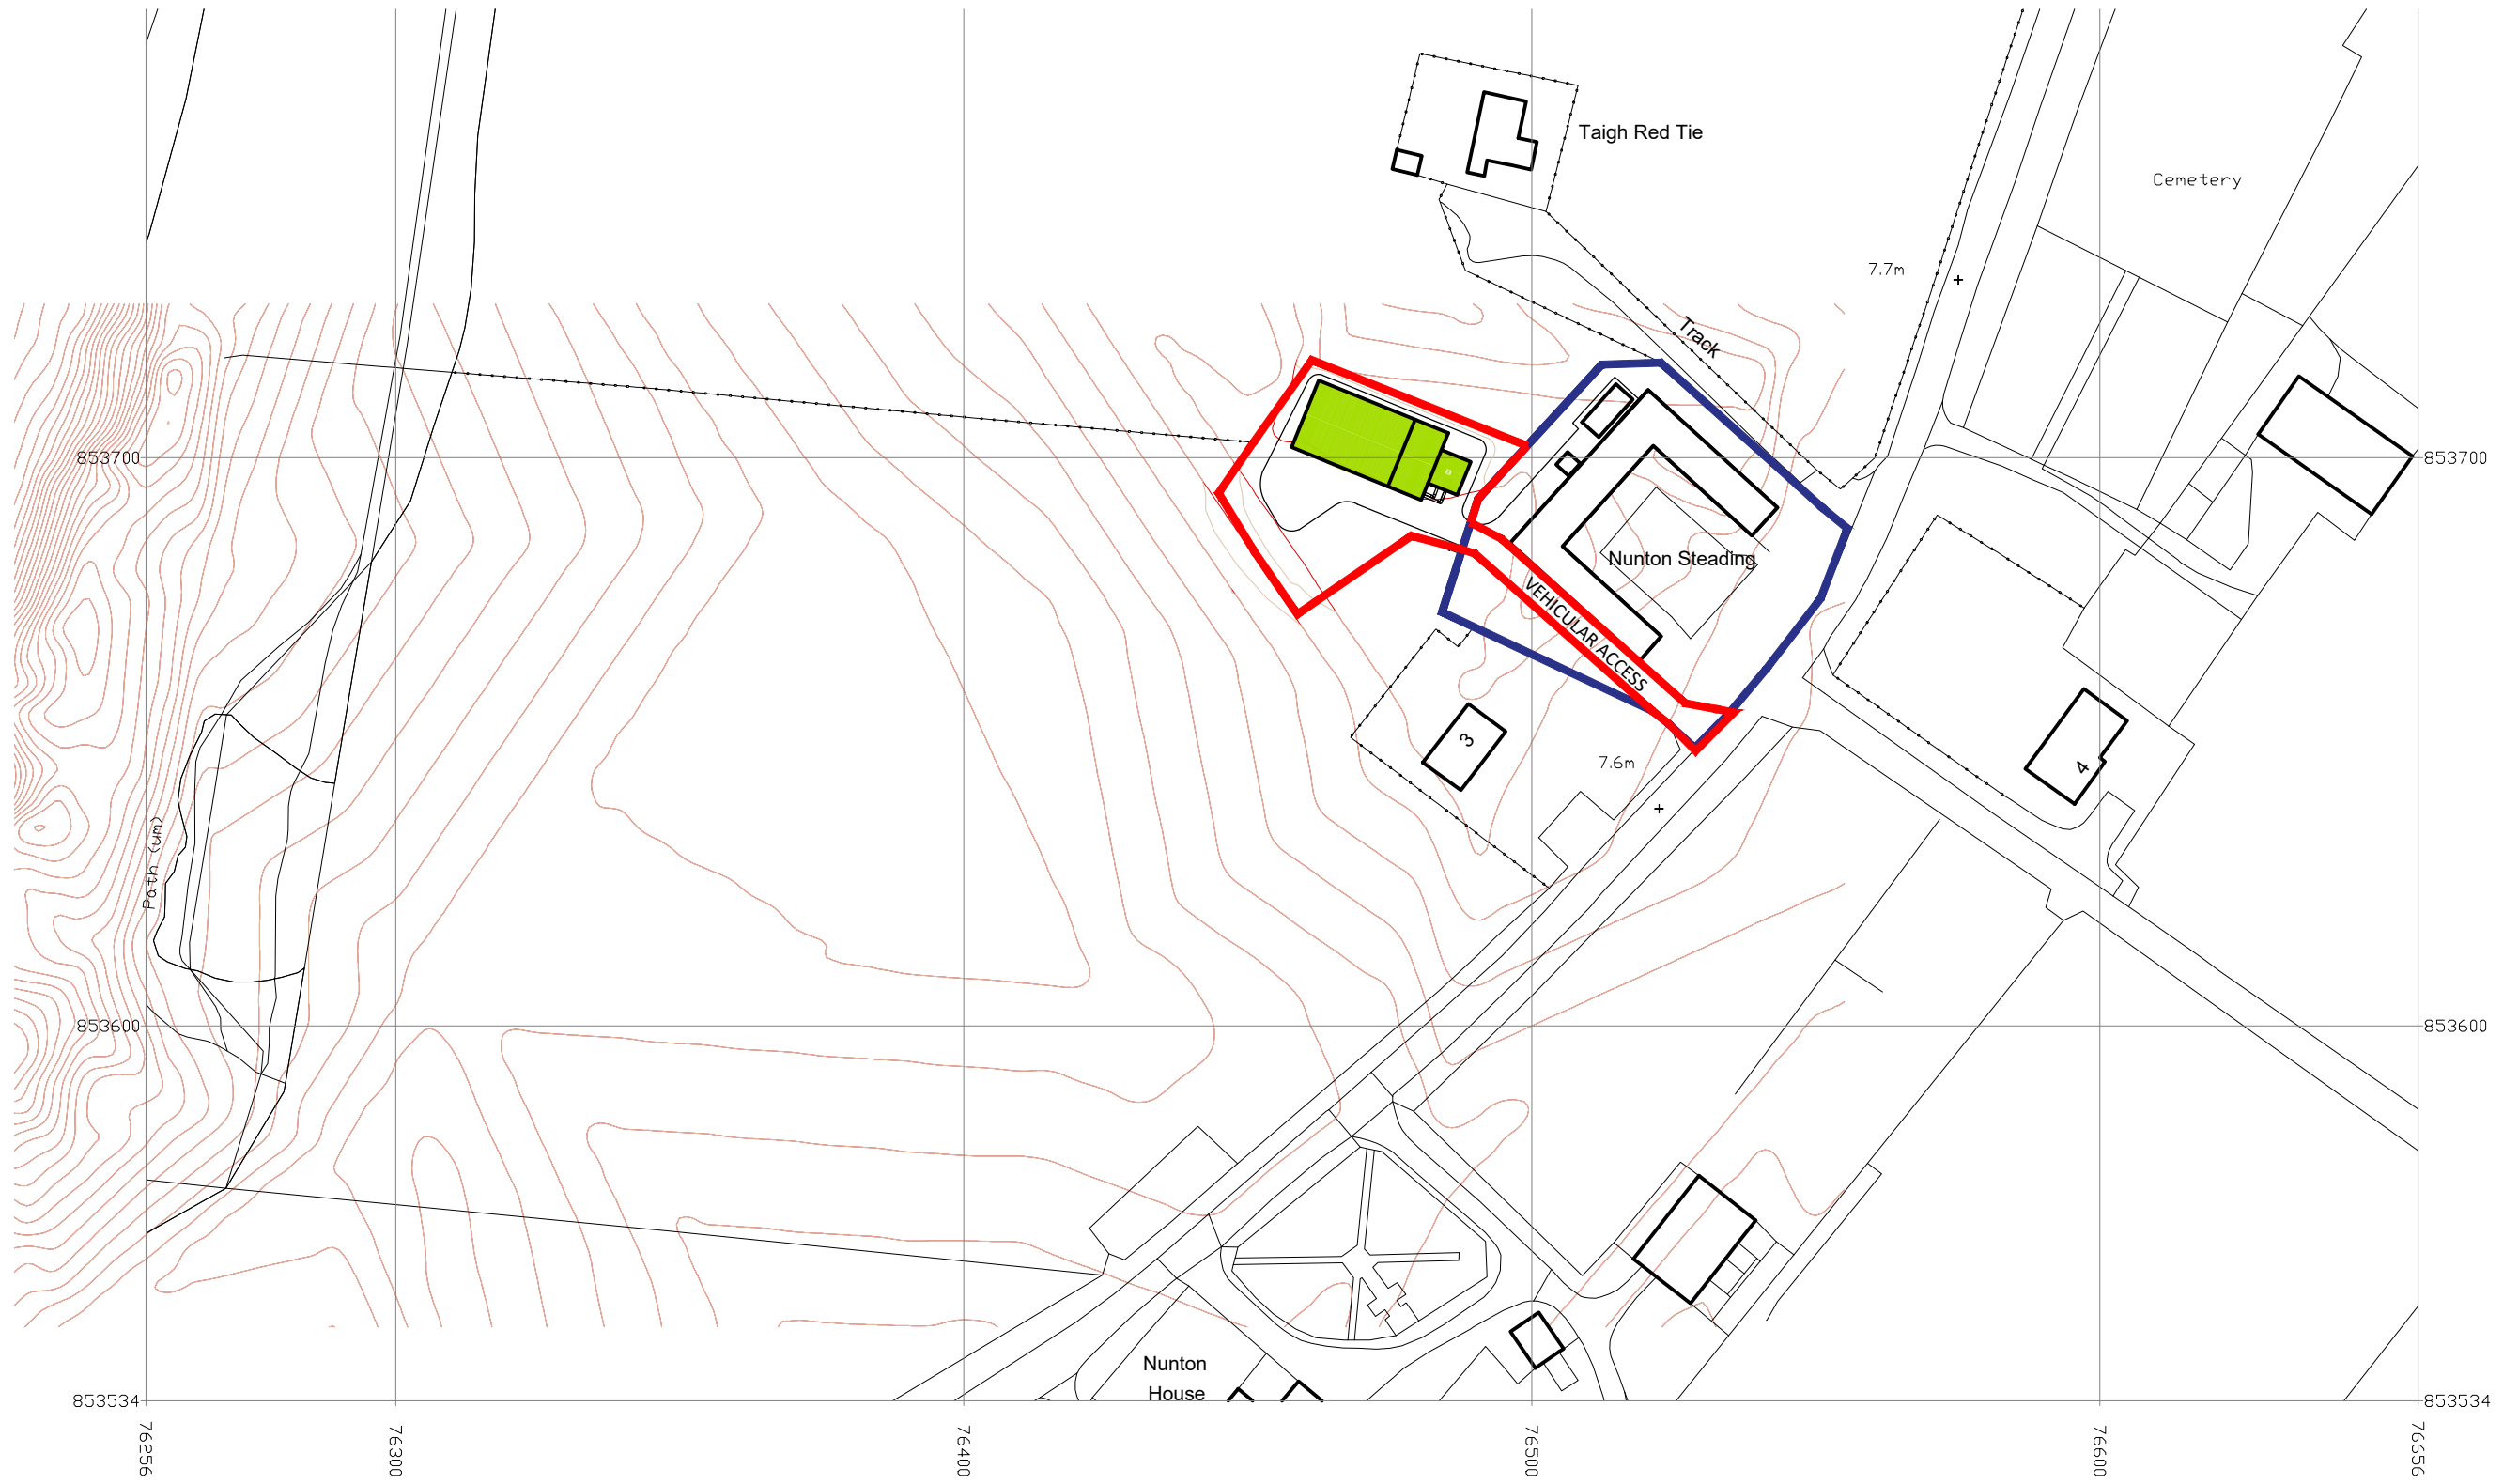 Taigh Red Tie
Cemetery
7.7m
Track
853700
853700
Nunton Steading
VEHICULAR ACCESS
3
7.6m
4
Path (um)
853600
853600
Nunton
House
853534
853534
76256
76300
76400
76500
76600
76656